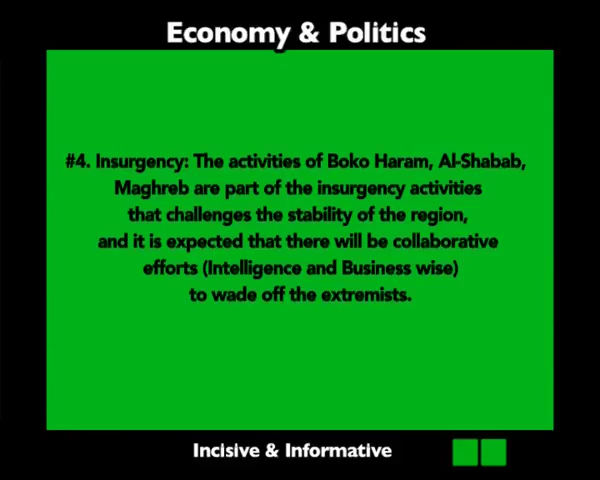 Economy & Politics
#4. Insurgency: The activities of Boko Haram, Al-Shabab,
Maghreb are part of the insurgency activities
that challenges the stability of the region,
and it is expected that there will be collaborative
efforts (Intelligence and Business wise)
to wade off the extremists.
Incisive & Informative